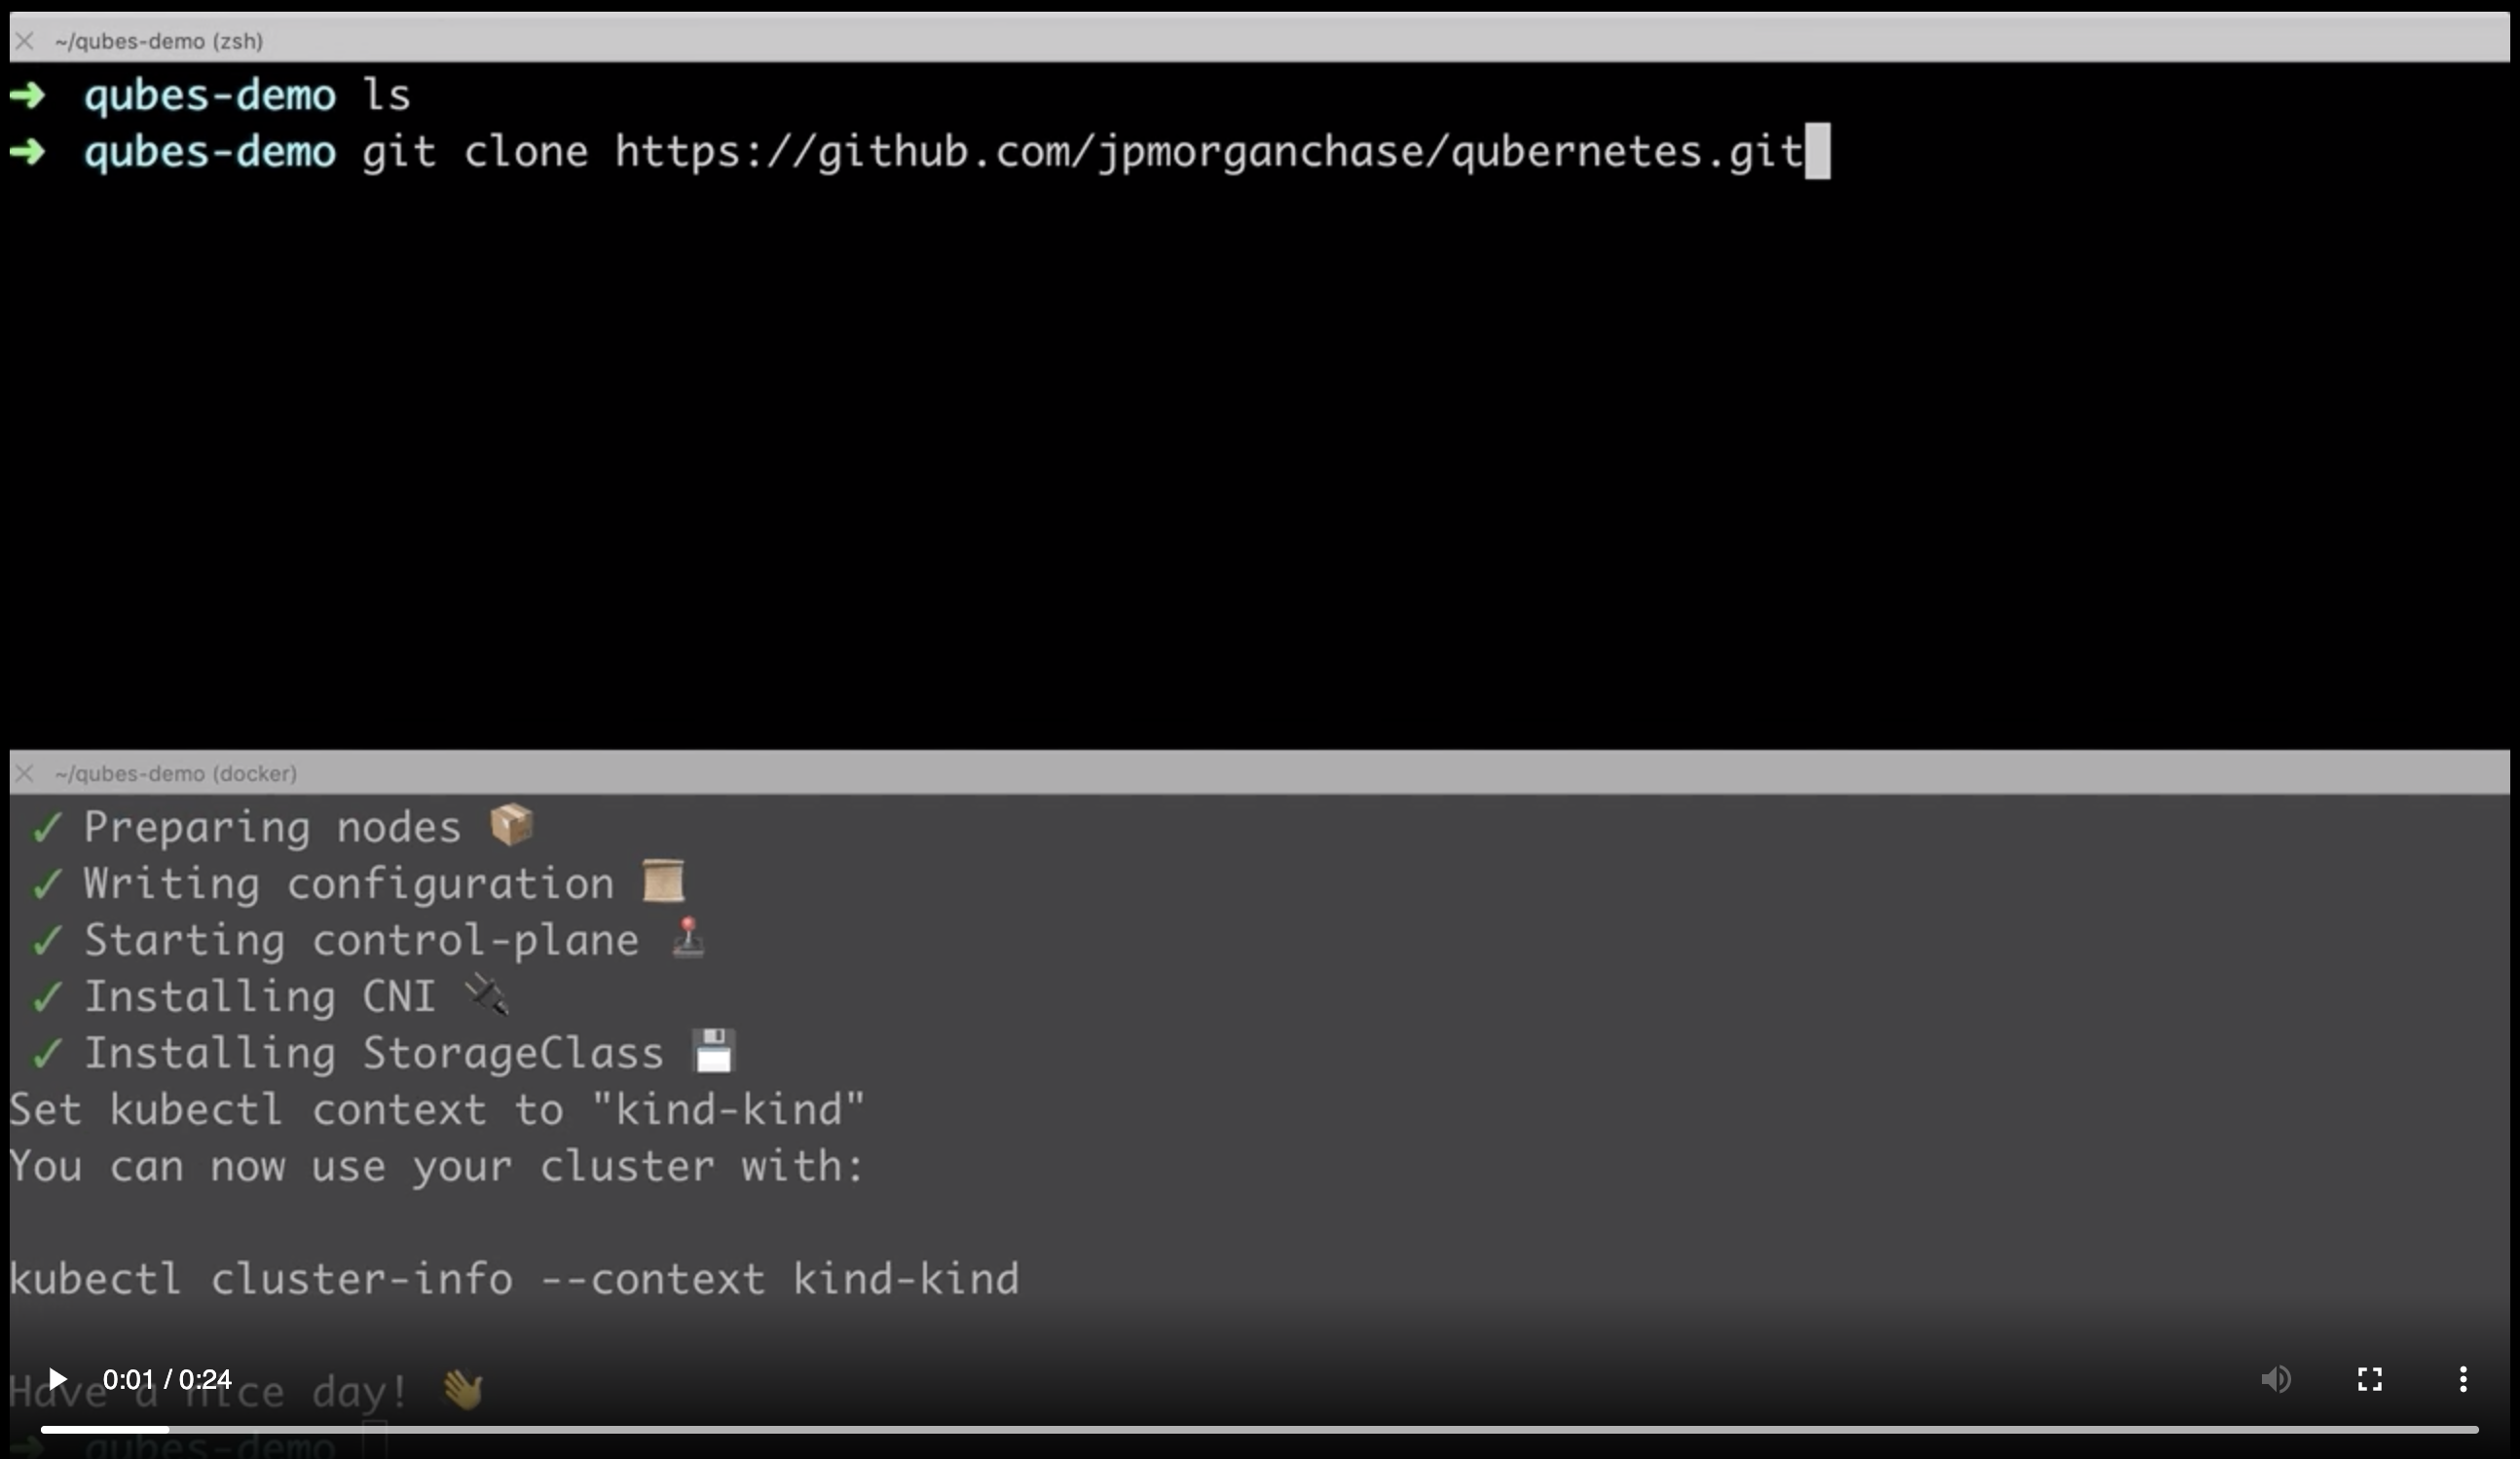 ~/qubes-demo (zsh)
➜ qubes-demo ls
➜ qubes-demo git clone https://github.com/jpmorganchase/qubernetes.git
~/qubes-demo (docker)
✓ Preparing nodes 📦
✓ Writing configuration 📜
✓ Starting control-plane 🕹️
✓ Installing CNI 🔌
✓ Installing StorageClass 💾
Set kubectl context to "kind-kind"
You can now use your cluster with:
kubectl cluster-info --context kind-kind
Have a nice day! 👋
0:01 / 0:24
➜ qubes-demo